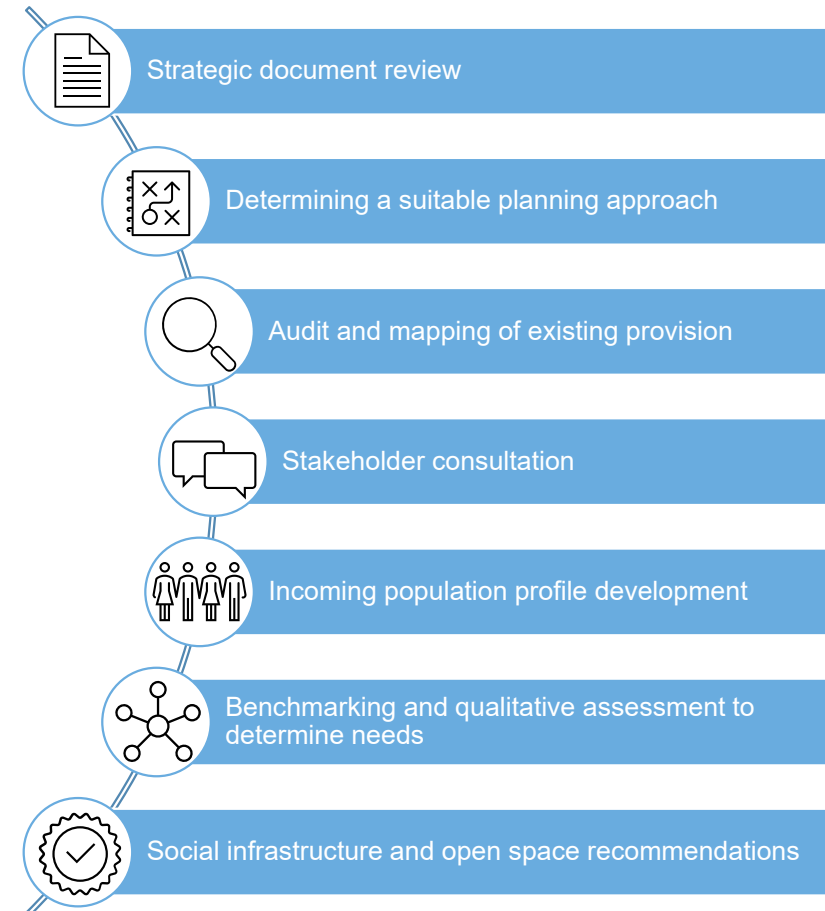 Strategic document review
Determining a suitable planning approach
Audit and mapping of existing provision
Stakeholder consultation
Incoming population profile development
Benchmarking and qualitative assessment to
determine needs
Social infrastructure and open space recommendations